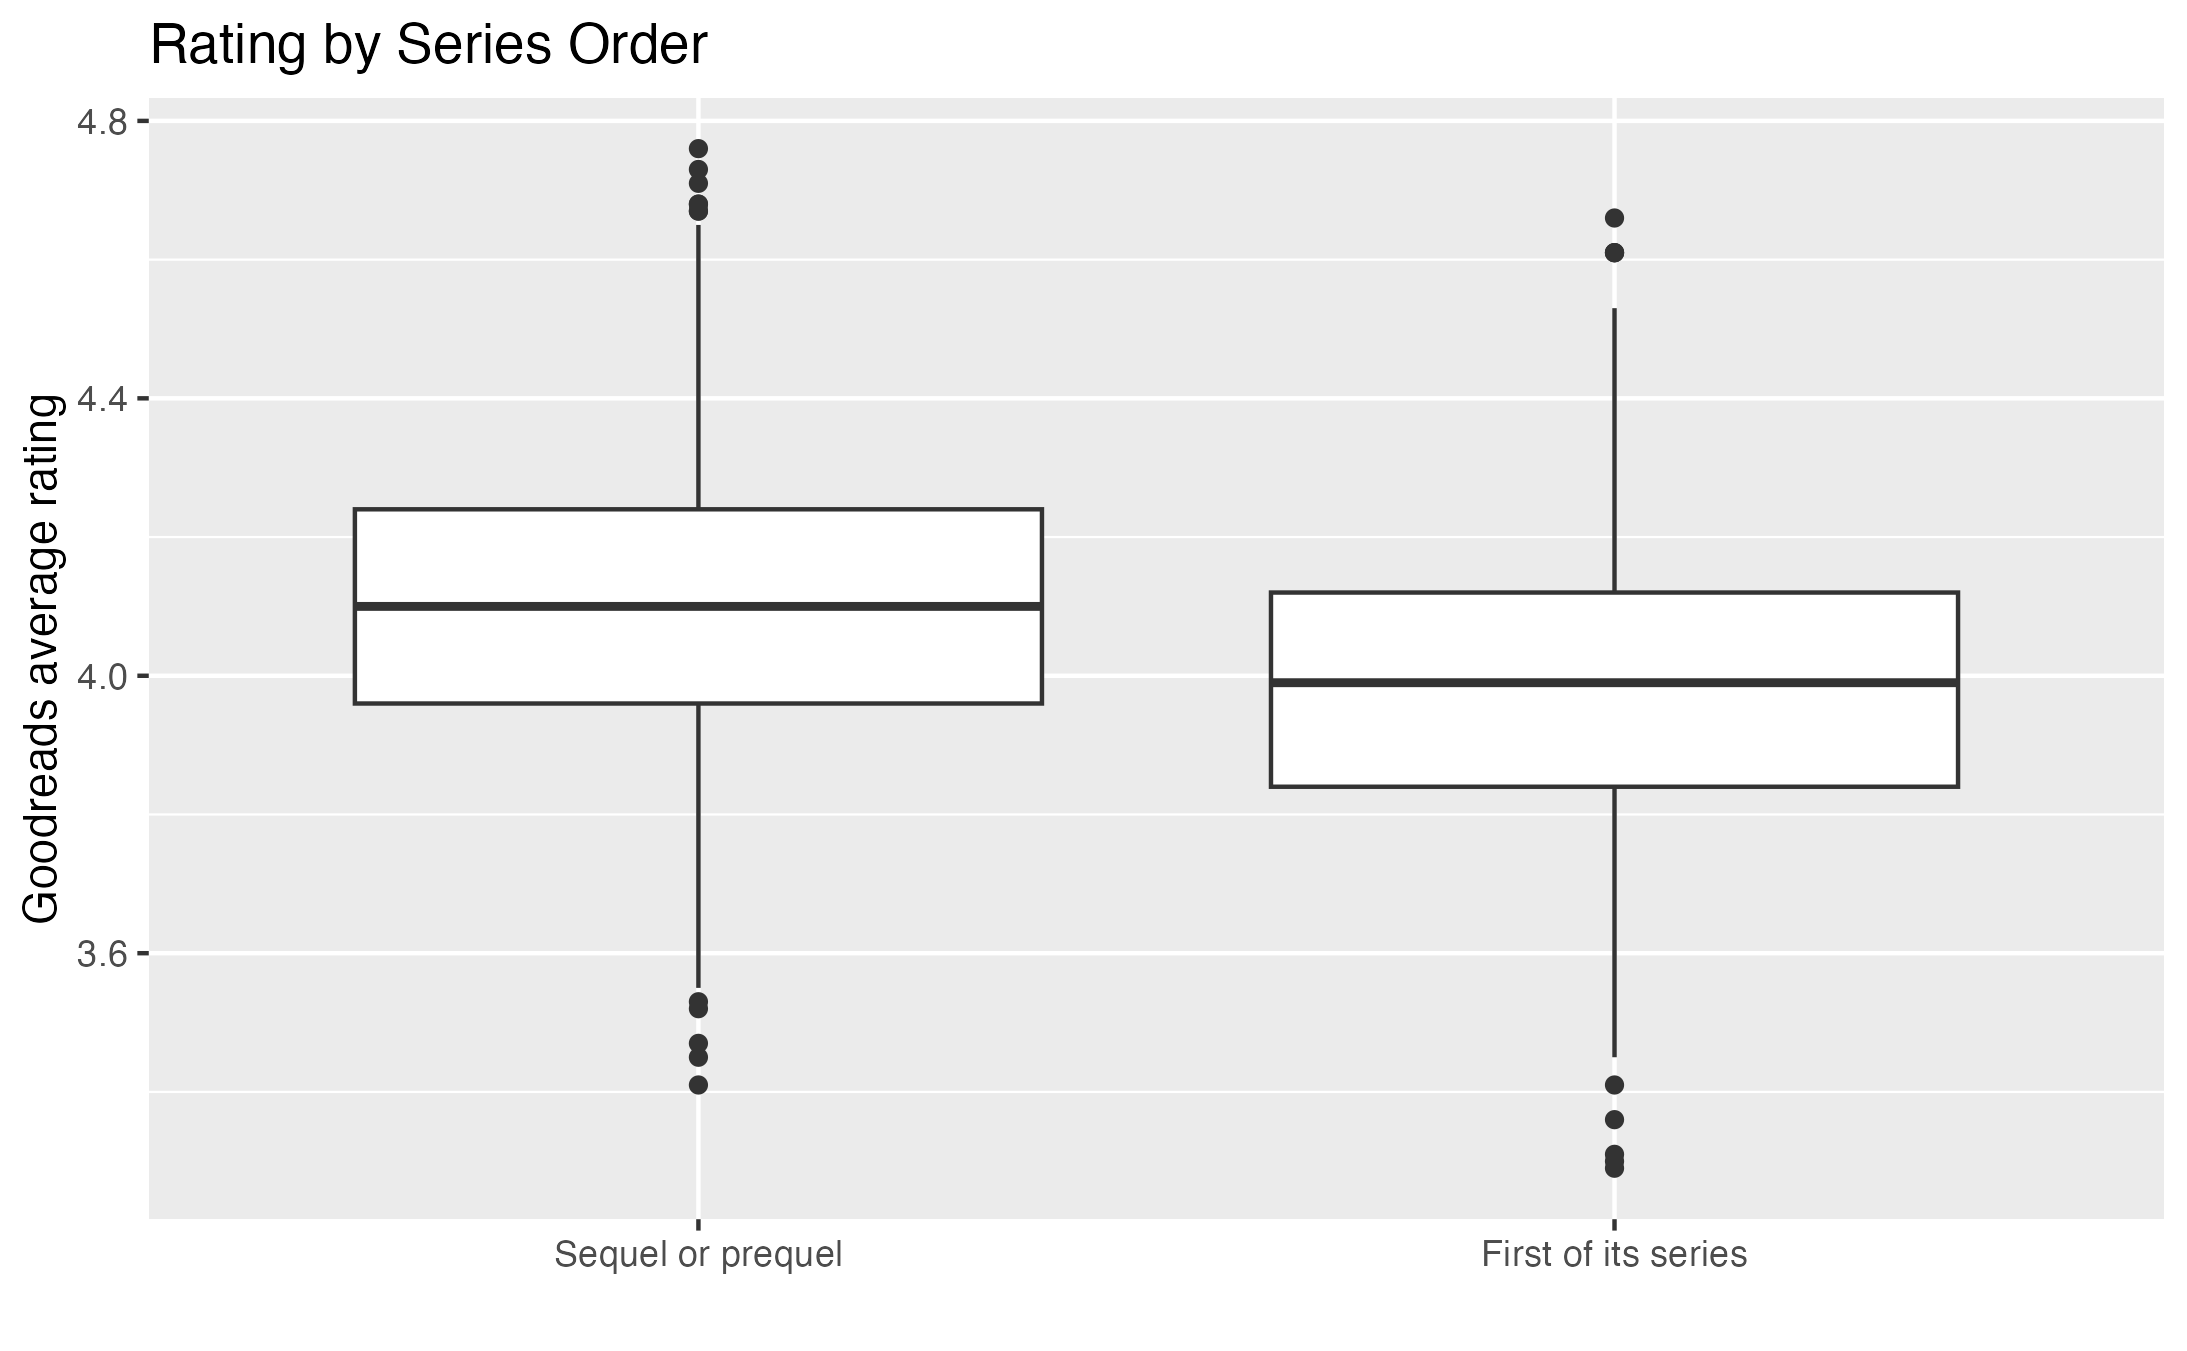 Rating by Series Order
Goodreads average rating
4.8
4.4
4.0
3.6
Sequel or prequel
First of its series